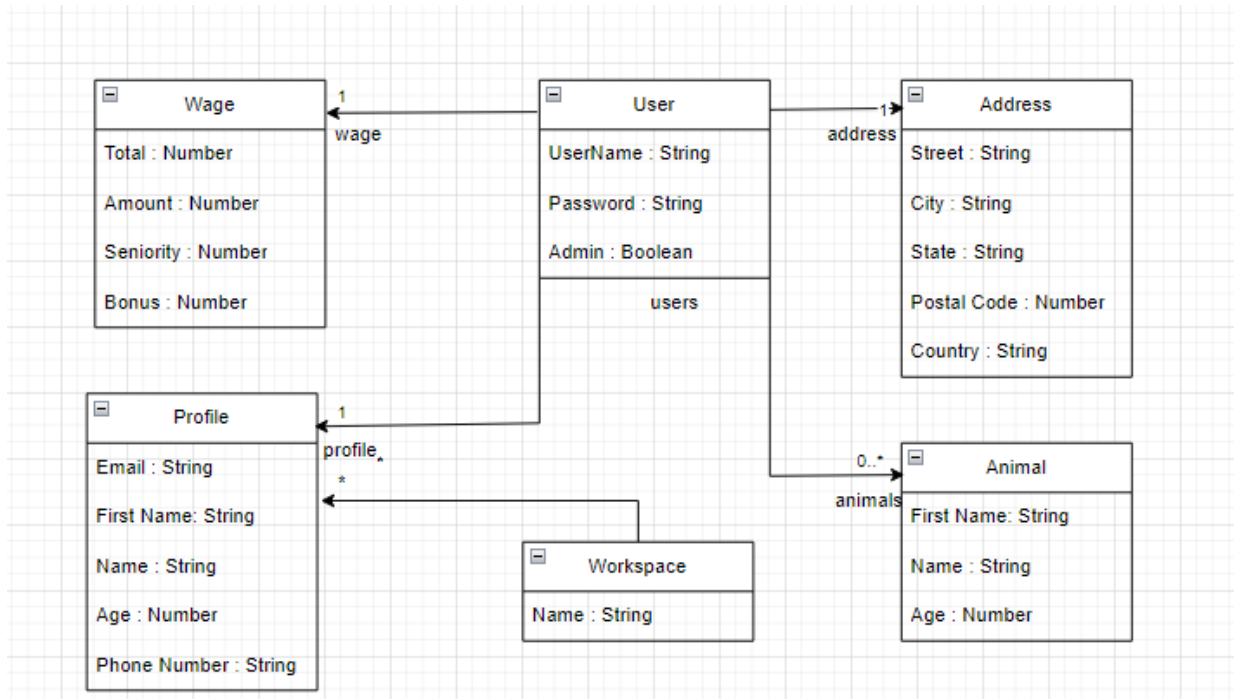 Wage
Total : Number
Amount : Number
Seniority : Number
Bonus : Number
1
wage
User
UserName : String
Password : String
Admin : Boolean
users
1
address
Address
Street : String
City : String
State : String
Postal Code : Number
Country : String
Profile
Email : String
First Name: String
Name : String
Age : Number
Phone Number : String
1
profile
*
*
Workspace
Name : String
0..*
animals
Animal
First Name: String
Name : String
Age : Number